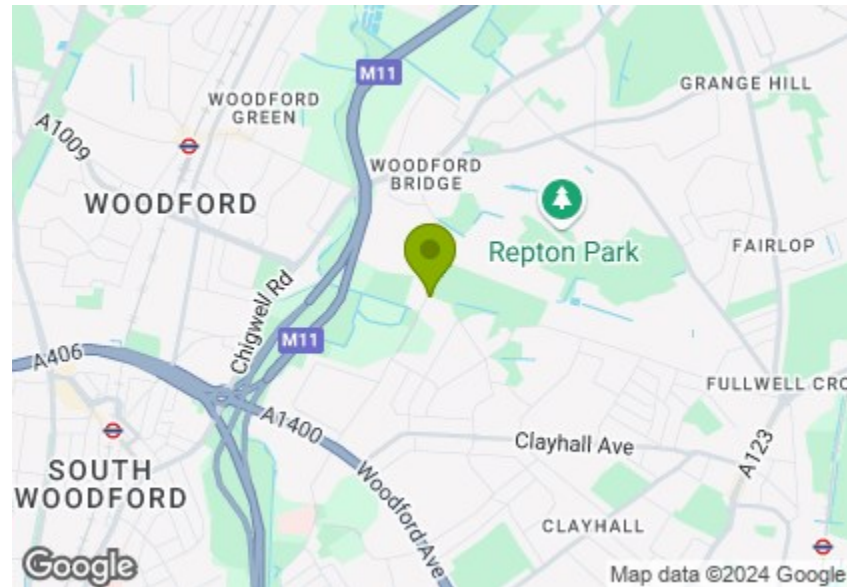 M11
GRANGE HILL
WOODFORD
GREEN
A1009
WOODFORD
BRIDGE
WOODFORD
Repton Park
FAIRLOP
Chigwell Rd
M11
A406
FULLWELL CRO
A1400
Clayhall Ave
A123
SOUTH
WOODFORD
Woodford Ave
CLAYHALL
Google
Map data ©2024 Google